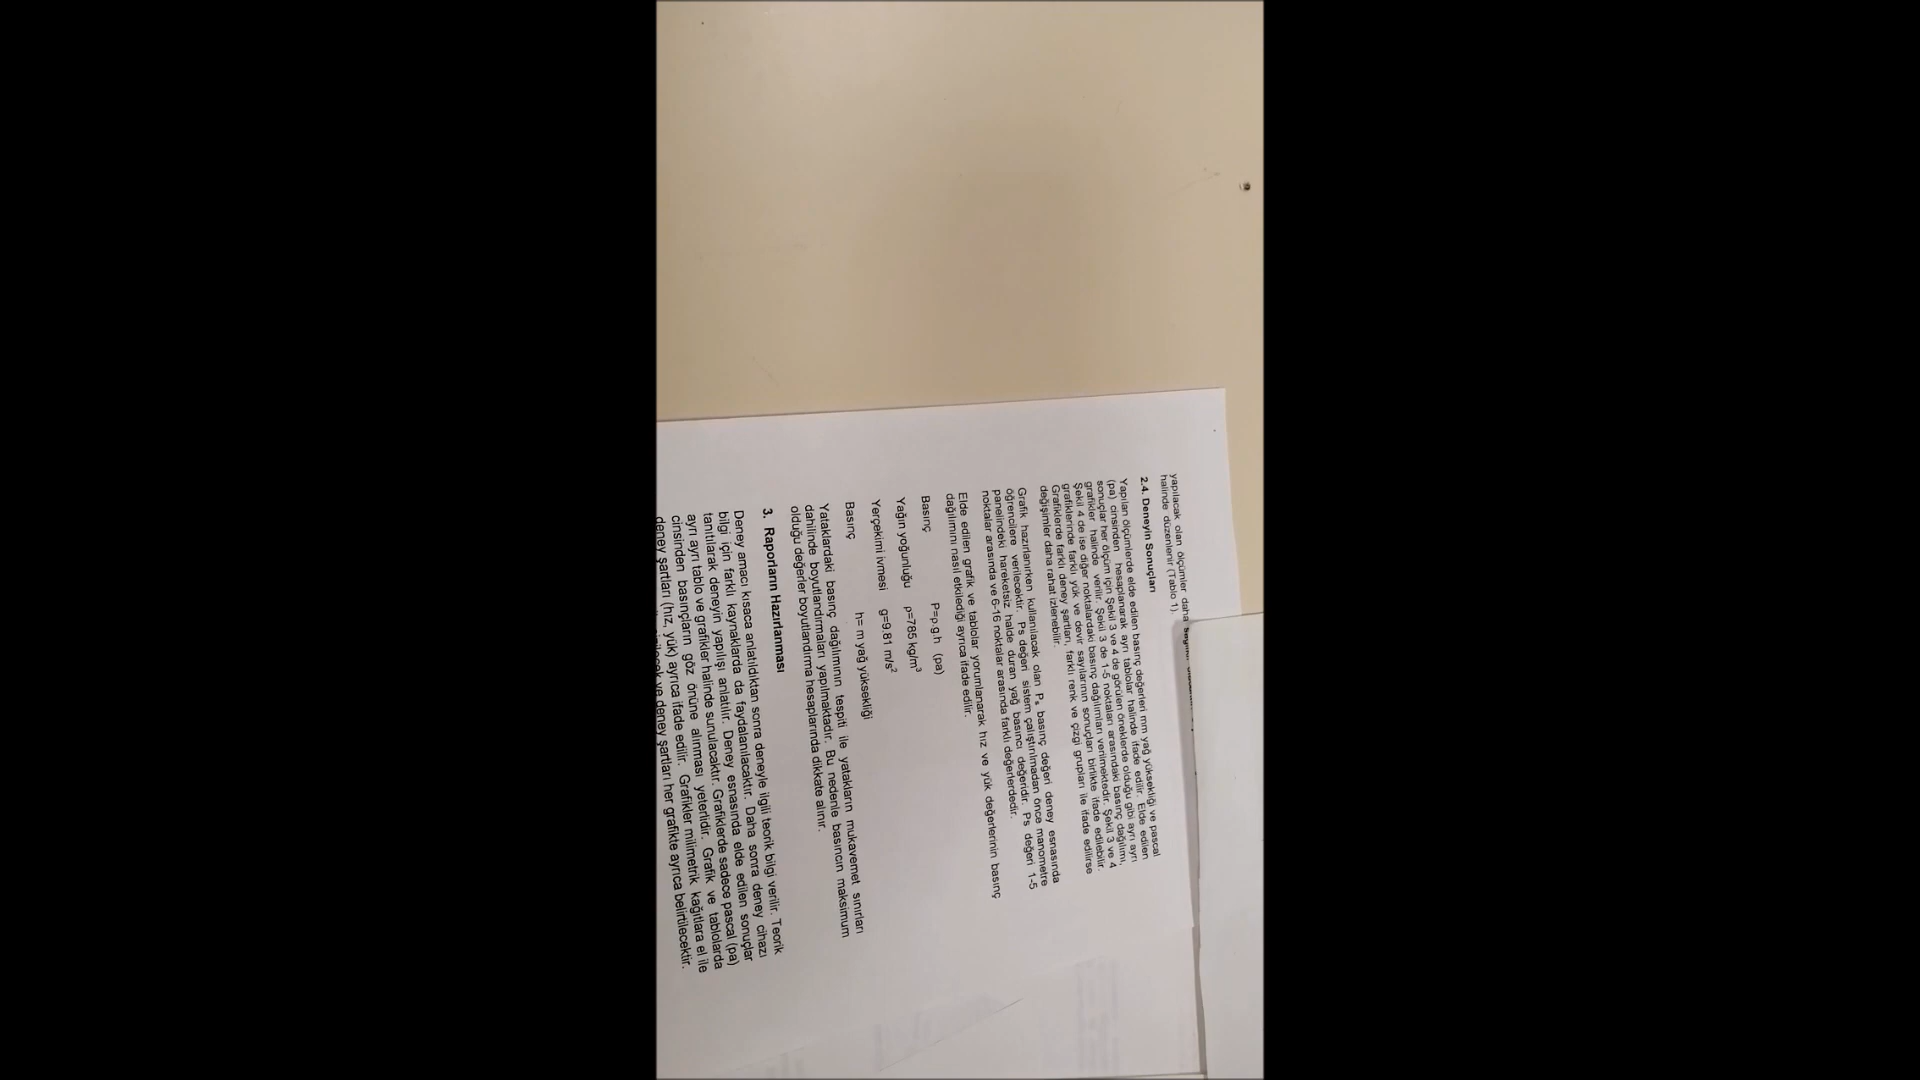 yapılacak olan ölçümler daha
halinde düzenlenir (Tablo 1).
2.4. Deneyin Sonuçları
Yapılan ölçümlerde elde edilen basınç değerleri mm yağ yüksekliği ve pascal
(pa) cinsinden hesaplanarak ayrı tablolar halinde ifade edilir. Elde edilen
sonuçlar her ölçüm için Şekil 3 ve 4 de görülen örneklerde olduğu gibi ayrı ayrı
grafikler halinde verilir. Şekil 3 de 1-5 noktaları arasındaki basınç dağılımı,
Şekil 4 de ise diğer noktalardaki basınç dağılımları verilmektedir. Şekil 3 ve 4
grafiklerinde farklı yük ve devir sayılarının sonuçları birlikte ifade edilebilir.
Grafiklerde farklı deney şartları, farklı renk ve çizgi grupları ile ifade edilirse
değişimler daha rahat izlenebilir.
Grafik hazırlanırken kullanılacak olan Pₛ basınç değeri deney esnasında
öğrencilere verilecektir. Ps değeri sistem çalıştırılmadan önce manometre
panelindeki hareketsiz halde duran yağ basıncı değeridir. Ps değeri 1-5
noktalar arasında ve 6-16 noktalar arasında farklı değerlerdedir.
Elde edilen grafik ve tablolar yorumlanarak hız ve yük değerlerinin basınç
dağılımını nasıl etkilediği ayrıca ifade edilir.
Basınç P=ρ.g.h (pa)
Yağın yoğunluğu ρ=785 kg/m³
Yerçekimi ivmesi g=9.81 m/s²
Basınç h= m yağ yüksekliği
Yataklardaki basınç dağılımının tespiti ile yatakların mukavemet sınırları
dahilinde boyutlandırmaları yapılmaktadır. Bu nedenle basıncın maksimum
olduğu değerler boyutlandırma hesaplarında dikkate alınır.
3. Raporların Hazırlanması
Deney amacı kısaca anlatıldıktan sonra deneyle ilgili teorik bilgi verilir. Teorik
bilgi için farklı kaynaklarda da faydalanılacaktır. Daha sonra deney cihazı
tanıtılarak deneyin yapılışı anlatılır. Deney esnasında elde edilen sonuçlar
ayrı ayrı tablo ve grafikler halinde sunulacaktır. Grafiklerde sadece pascal (pa)
cinsinden basınçların göz önüne alınması yeterlidir. Grafik ve tablolarda
deney şartları (hız, yük) ayrıca ifade edilir. Grafikler milimetrik kağıtlara el ile
ve deney şartları her grafikte ayrıca belirtilecektir.